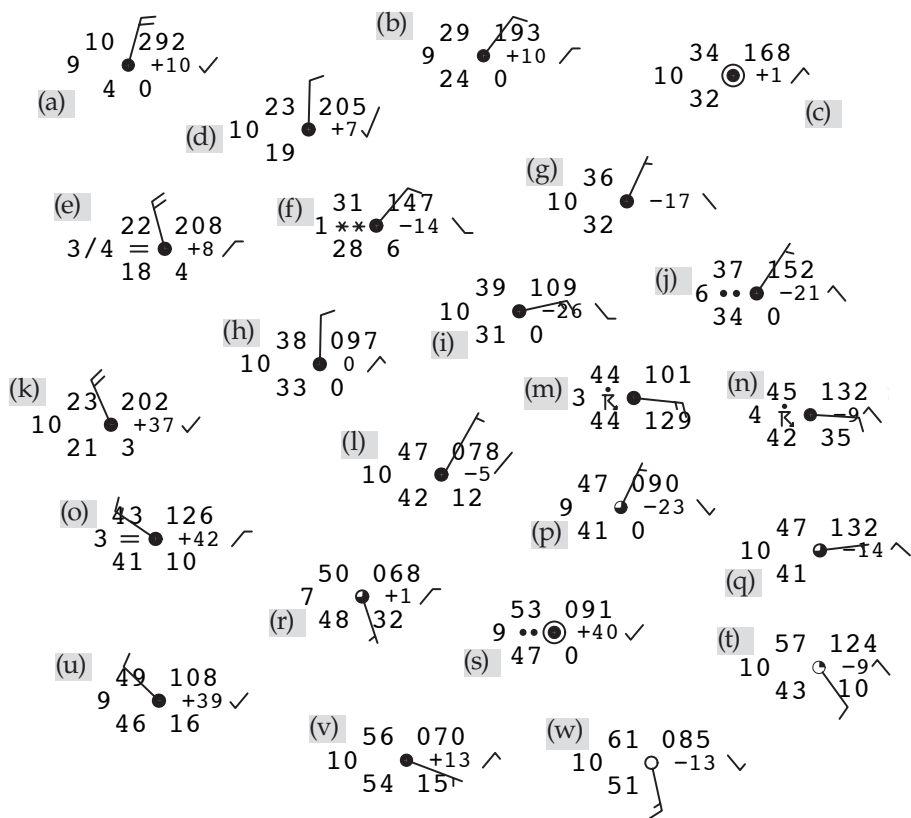 10 292
9 +10
4 0
(a)
(b)
29 193
9 +10
24 0
34 168
10 +1
32
(c)
23 205
(d) 10 +7
19
(e)
22 208
3/4 = +8
18 4
(f) 31 147
1 ** -14
28 6
(g)
36
10 -17
32
(h)
38 097
10 0
33 0
39 109
10 -26
(i) 31 0
(j) 37 152
6 •• -21
34 0
(k)
23 202
10 +37
21 3
(l) 47 078
10 -5
42 12
(m) 44 101
3
44 129
(n) 45 132
4 -9
42 35
(o) 43 126
3 = +42
41 10
47 090
9 -23
(p) 41 0
47 132
10 -14
(q) 41
50 068
7 +1
(r) 48 32
53 091
9 •• +40
(s) 47 0
(t) 57 124
10 -9
43 10
(u) 49 108
9 +39
46 16
(v) 56 070
10 +13
54 15
(w) 61 085
10 -13
51